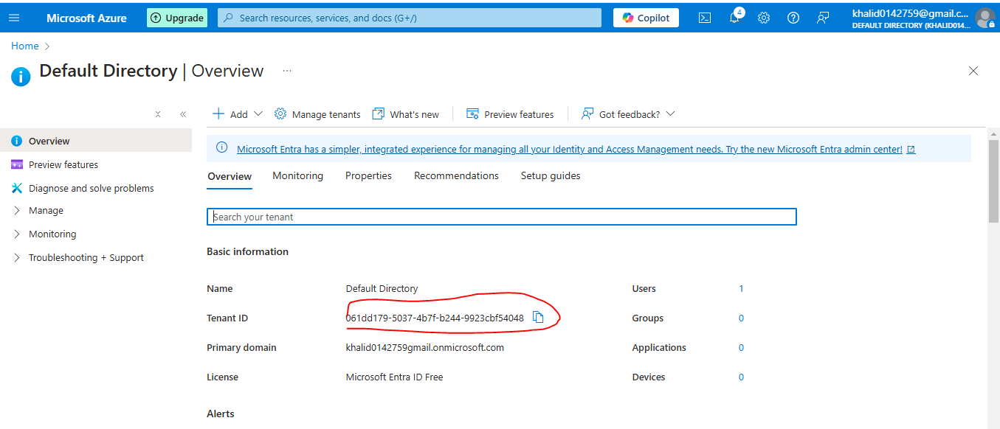 Microsoft Azure Upgrade Search resources, services, and docs (G+/) Copilot 4 khalid0142759@gmail.c...
DEFAULT DIRECTORY (KHALID014...
Home
Default Directory | Overview ...
Add Manage tenants What's new Preview features Got feedback?
Overview
Preview features
Diagnose and solve problems
Manage
Monitoring
Troubleshooting + Support
Microsoft Entra has a simpler, integrated experience for managing all your Identity and Access Management needs. Try the new Microsoft Entra admin center!
Overview Monitoring Properties Recommendations Setup guides
Search your tenant
Basic information
Name Default Directory Users 1
Tenant ID 061dd179-5037-4b7f-b244-9923cbf54048 Groups 0
Primary domain khalid0142759gmail.onmicrosoft.com Applications 0
License Microsoft Entra ID Free Devices 0
Alerts